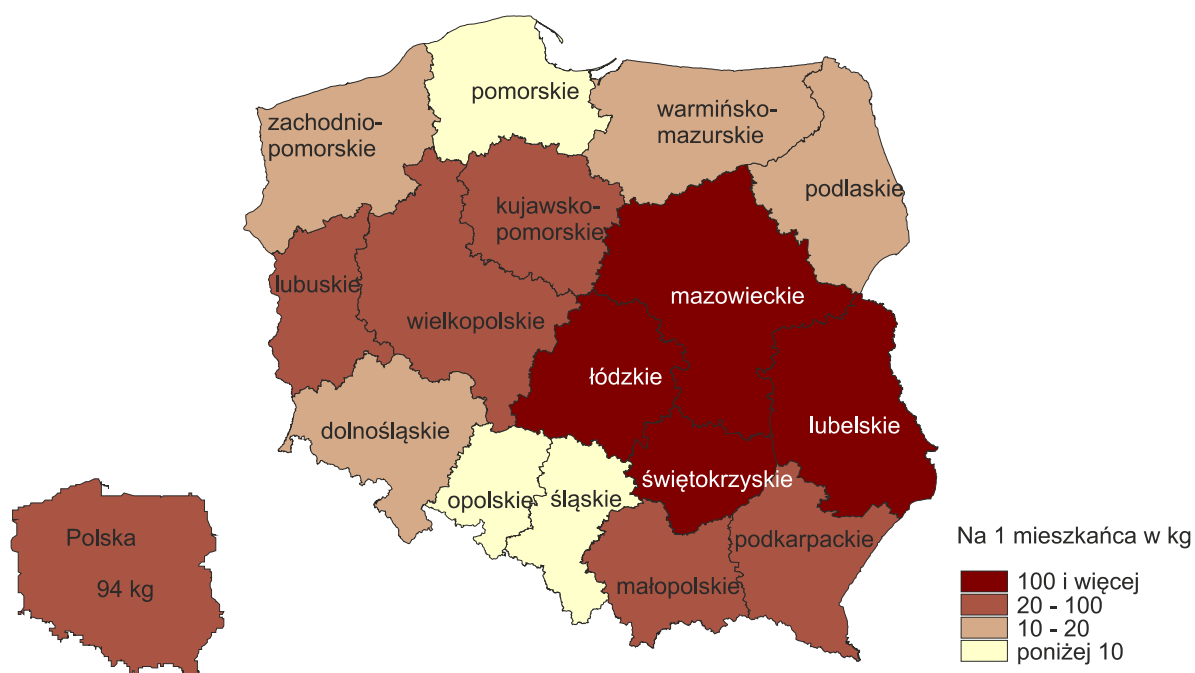 pomorskie
zachodnio-
pomorskie
warmińsko-
mazurskie
podlaskie
kujawsko-
pomorskie
lubuskie
mazowieckie
wielkopolskie
łódzkie
lubelskie
dolnośląskie
świętokrzyskie
opolskie
śląskie
podkarpackie
małopolskie
Polska
94 kg
Na 1 mieszkańca w kg
100 i więcej
20 - 100
10 - 20
poniżej 10